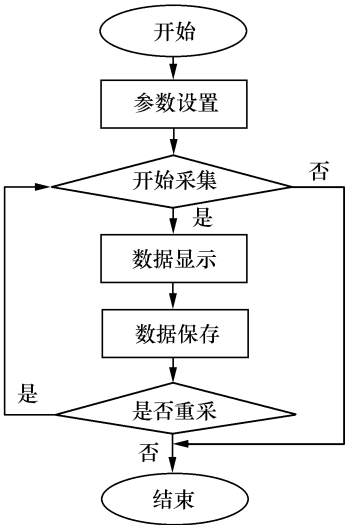 开始
参数设置
开始采集
否
是
数据显示
数据保存
是
是否重采
否
结束